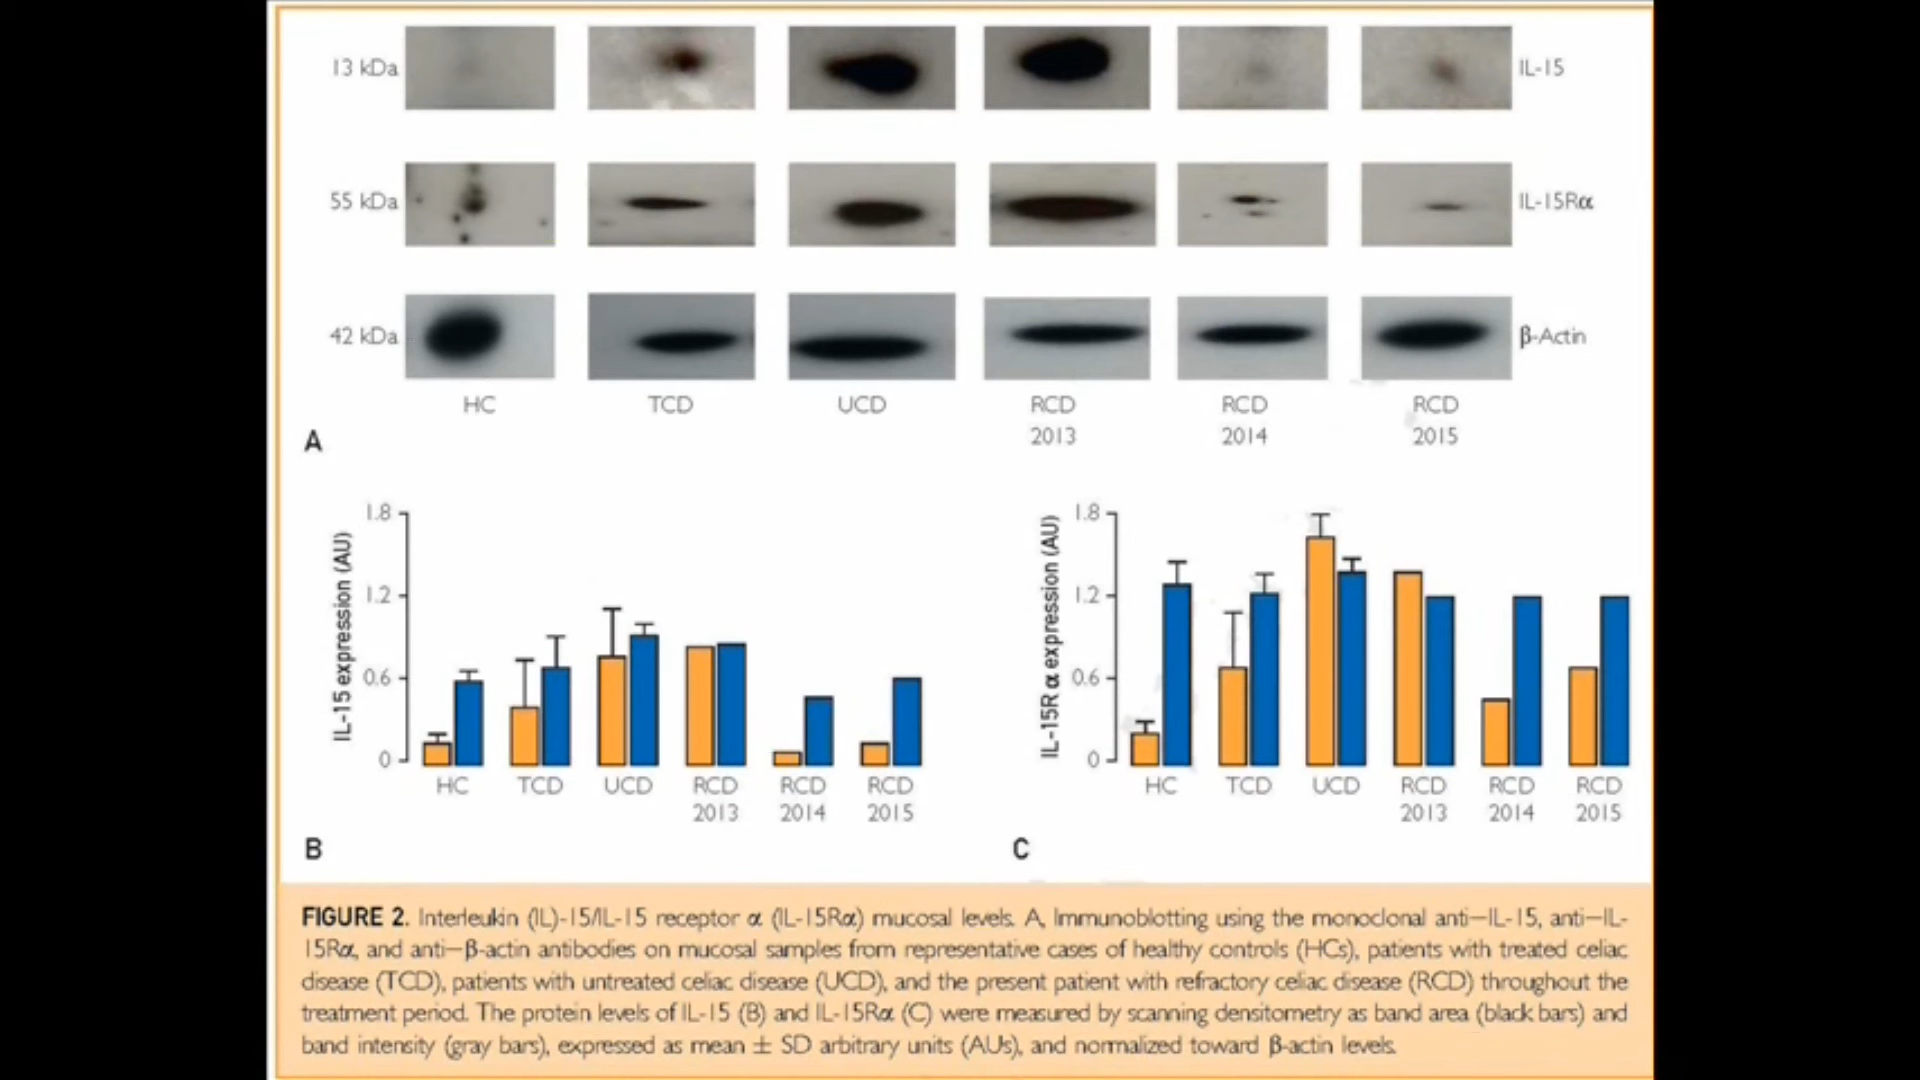 13 kDa IL-15
55 kDa IL-15Rα
42 kDa β-Actin
HC TCD UCD RCD RCD RCD
2013 2014 2015
A
IL-15 expression (AU)
1.8
1.2
0.6
0
HC TCD UCD RCD RCD RCD
2013 2014 2015
B
IL-15R α expression (AU)
1.8
1.2
0.6
0
HC TCD UCD RCD RCD RCD
2013 2014 2015
C
FIGURE 2. Interleukin (IL)-15/IL-15 receptor α (IL-15Rα) mucosal levels. A, Immunoblotting using the monoclonal anti–IL-15, anti–IL-
15Rα, and anti–β-actin antibodies on mucosal samples from representative cases of healthy controls (HCs), patients with treated celiac
disease (TCD), patients with untreated celiac disease (UCD), and the present patient with refractory celiac disease (RCD) throughout the
treatment period. The protein levels of IL-15 (B) and IL-15Rα (C) were measured by scanning densitometry as band area (black bars) and
band intensity (gray bars), expressed as mean ± SD arbitrary units (AUs), and normalized toward β-actin levels.